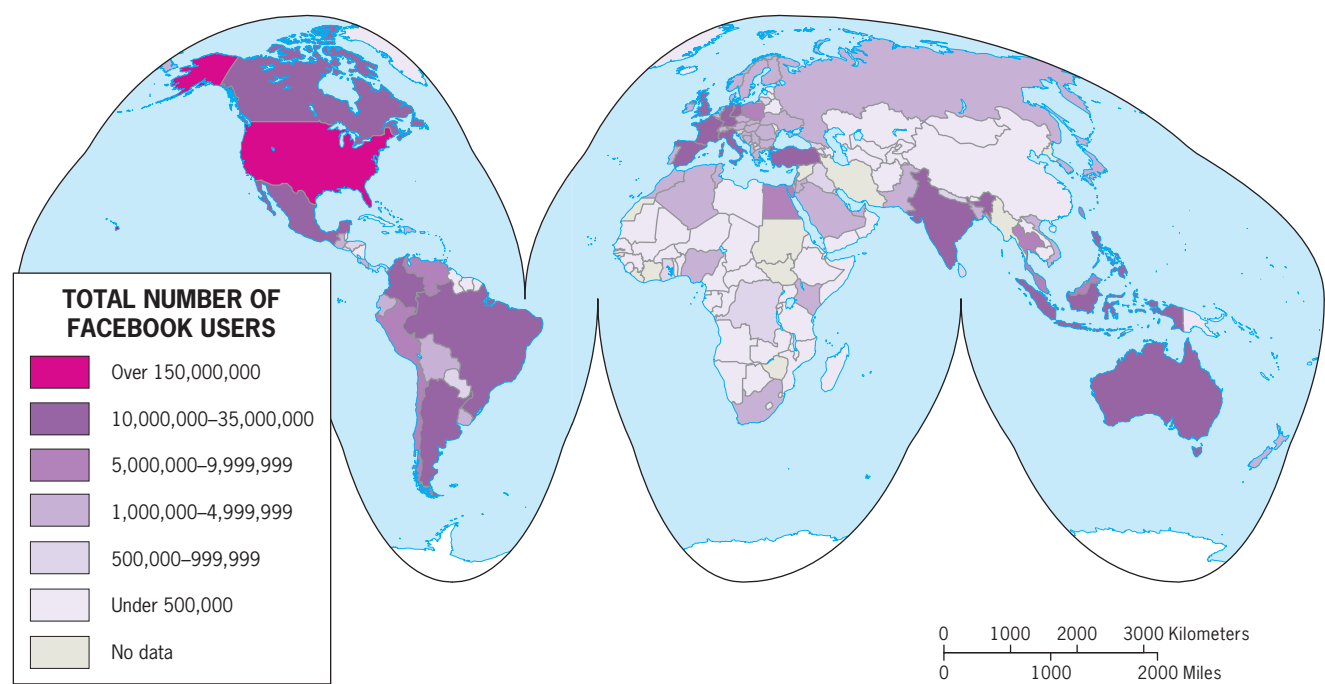 TOTAL NUMBER OF
FACEBOOK USERS
Over 150,000,000
10,000,000–35,000,000
5,000,000–9,999,999
1,000,000–4,999,999
500,000–999,999
Under 500,000
No data
0 1000 2000 3000 Kilometers
0 1000 2000 Miles